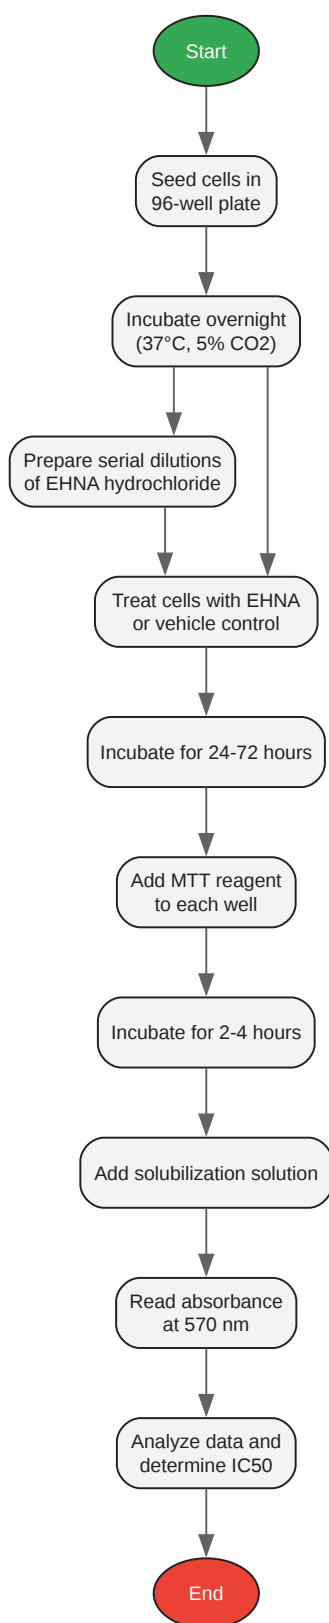 Start
Seed cells in
96-well plate
Incubate overnight
(37°C, 5% CO2)
Prepare serial dilutions
of EHNA hydrochloride
Treat cells with EHNA
or vehicle control
Incubate for 24-72 hours
Add MTT reagent
to each well
Incubate for 2-4 hours
Add solubilization solution
Read absorbance
at 570 nm
Analyze data and
determine IC50
End